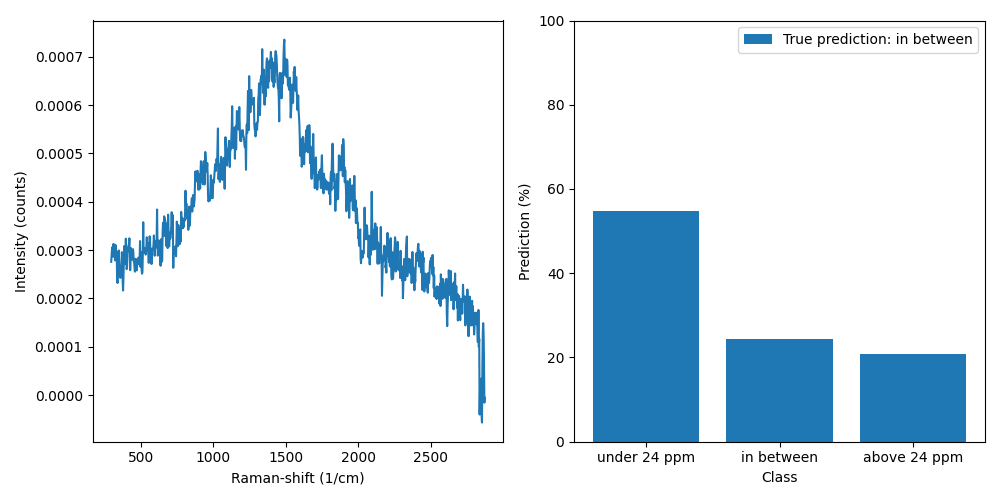 0.0007
0.0006
0.0005
0.0004
0.0003
0.0002
0.0001
0.0000
Intensity (counts)
500 1000 1500 2000 2500
Raman-shift (1/cm)
100
80
60
40
20
0
Prediction (%)
True prediction: in between
under 24 ppm in between above 24 ppm
Class